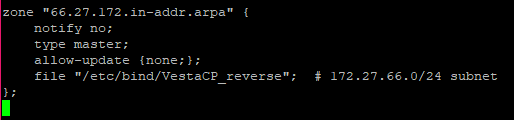 zone "66.27.172.in-addr.arpa" {
    notify no;
    type master;
    allow-update {none;};
    file "/etc/bind/VestaCP_reverse";  # 172.27.66.0/24 subnet
};